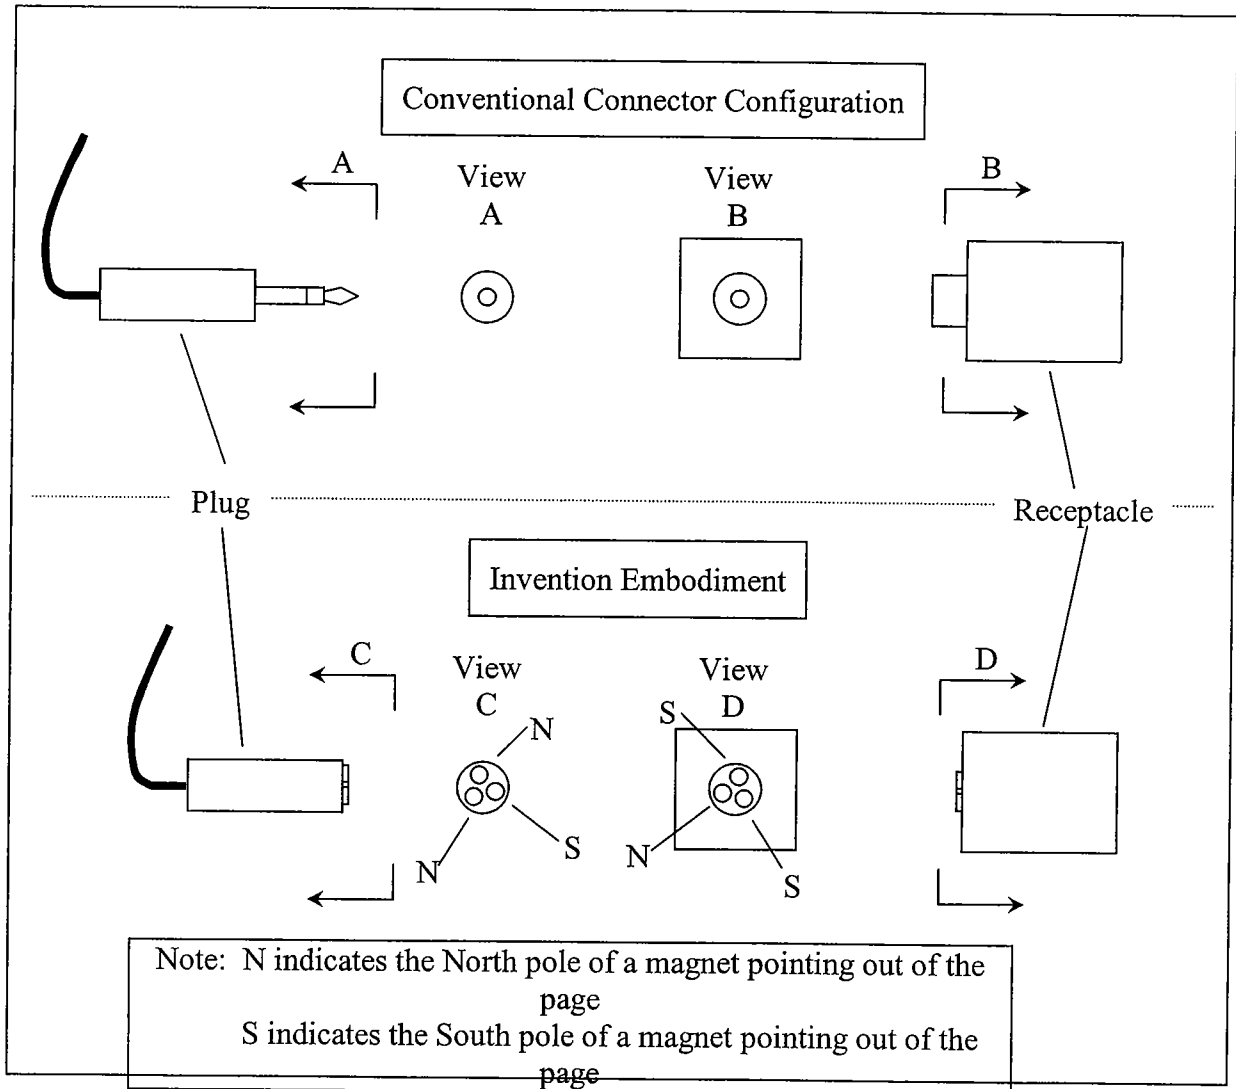 Conventional Connector Configuration
A
View
A
View
B
B
Plug
Receptacle
Invention Embodiment
C
View
C
N
S
N
View
D
S
N
S
D
Note: N indicates the North pole of a magnet pointing out of the
page
S indicates the South pole of a magnet pointing out of the
page